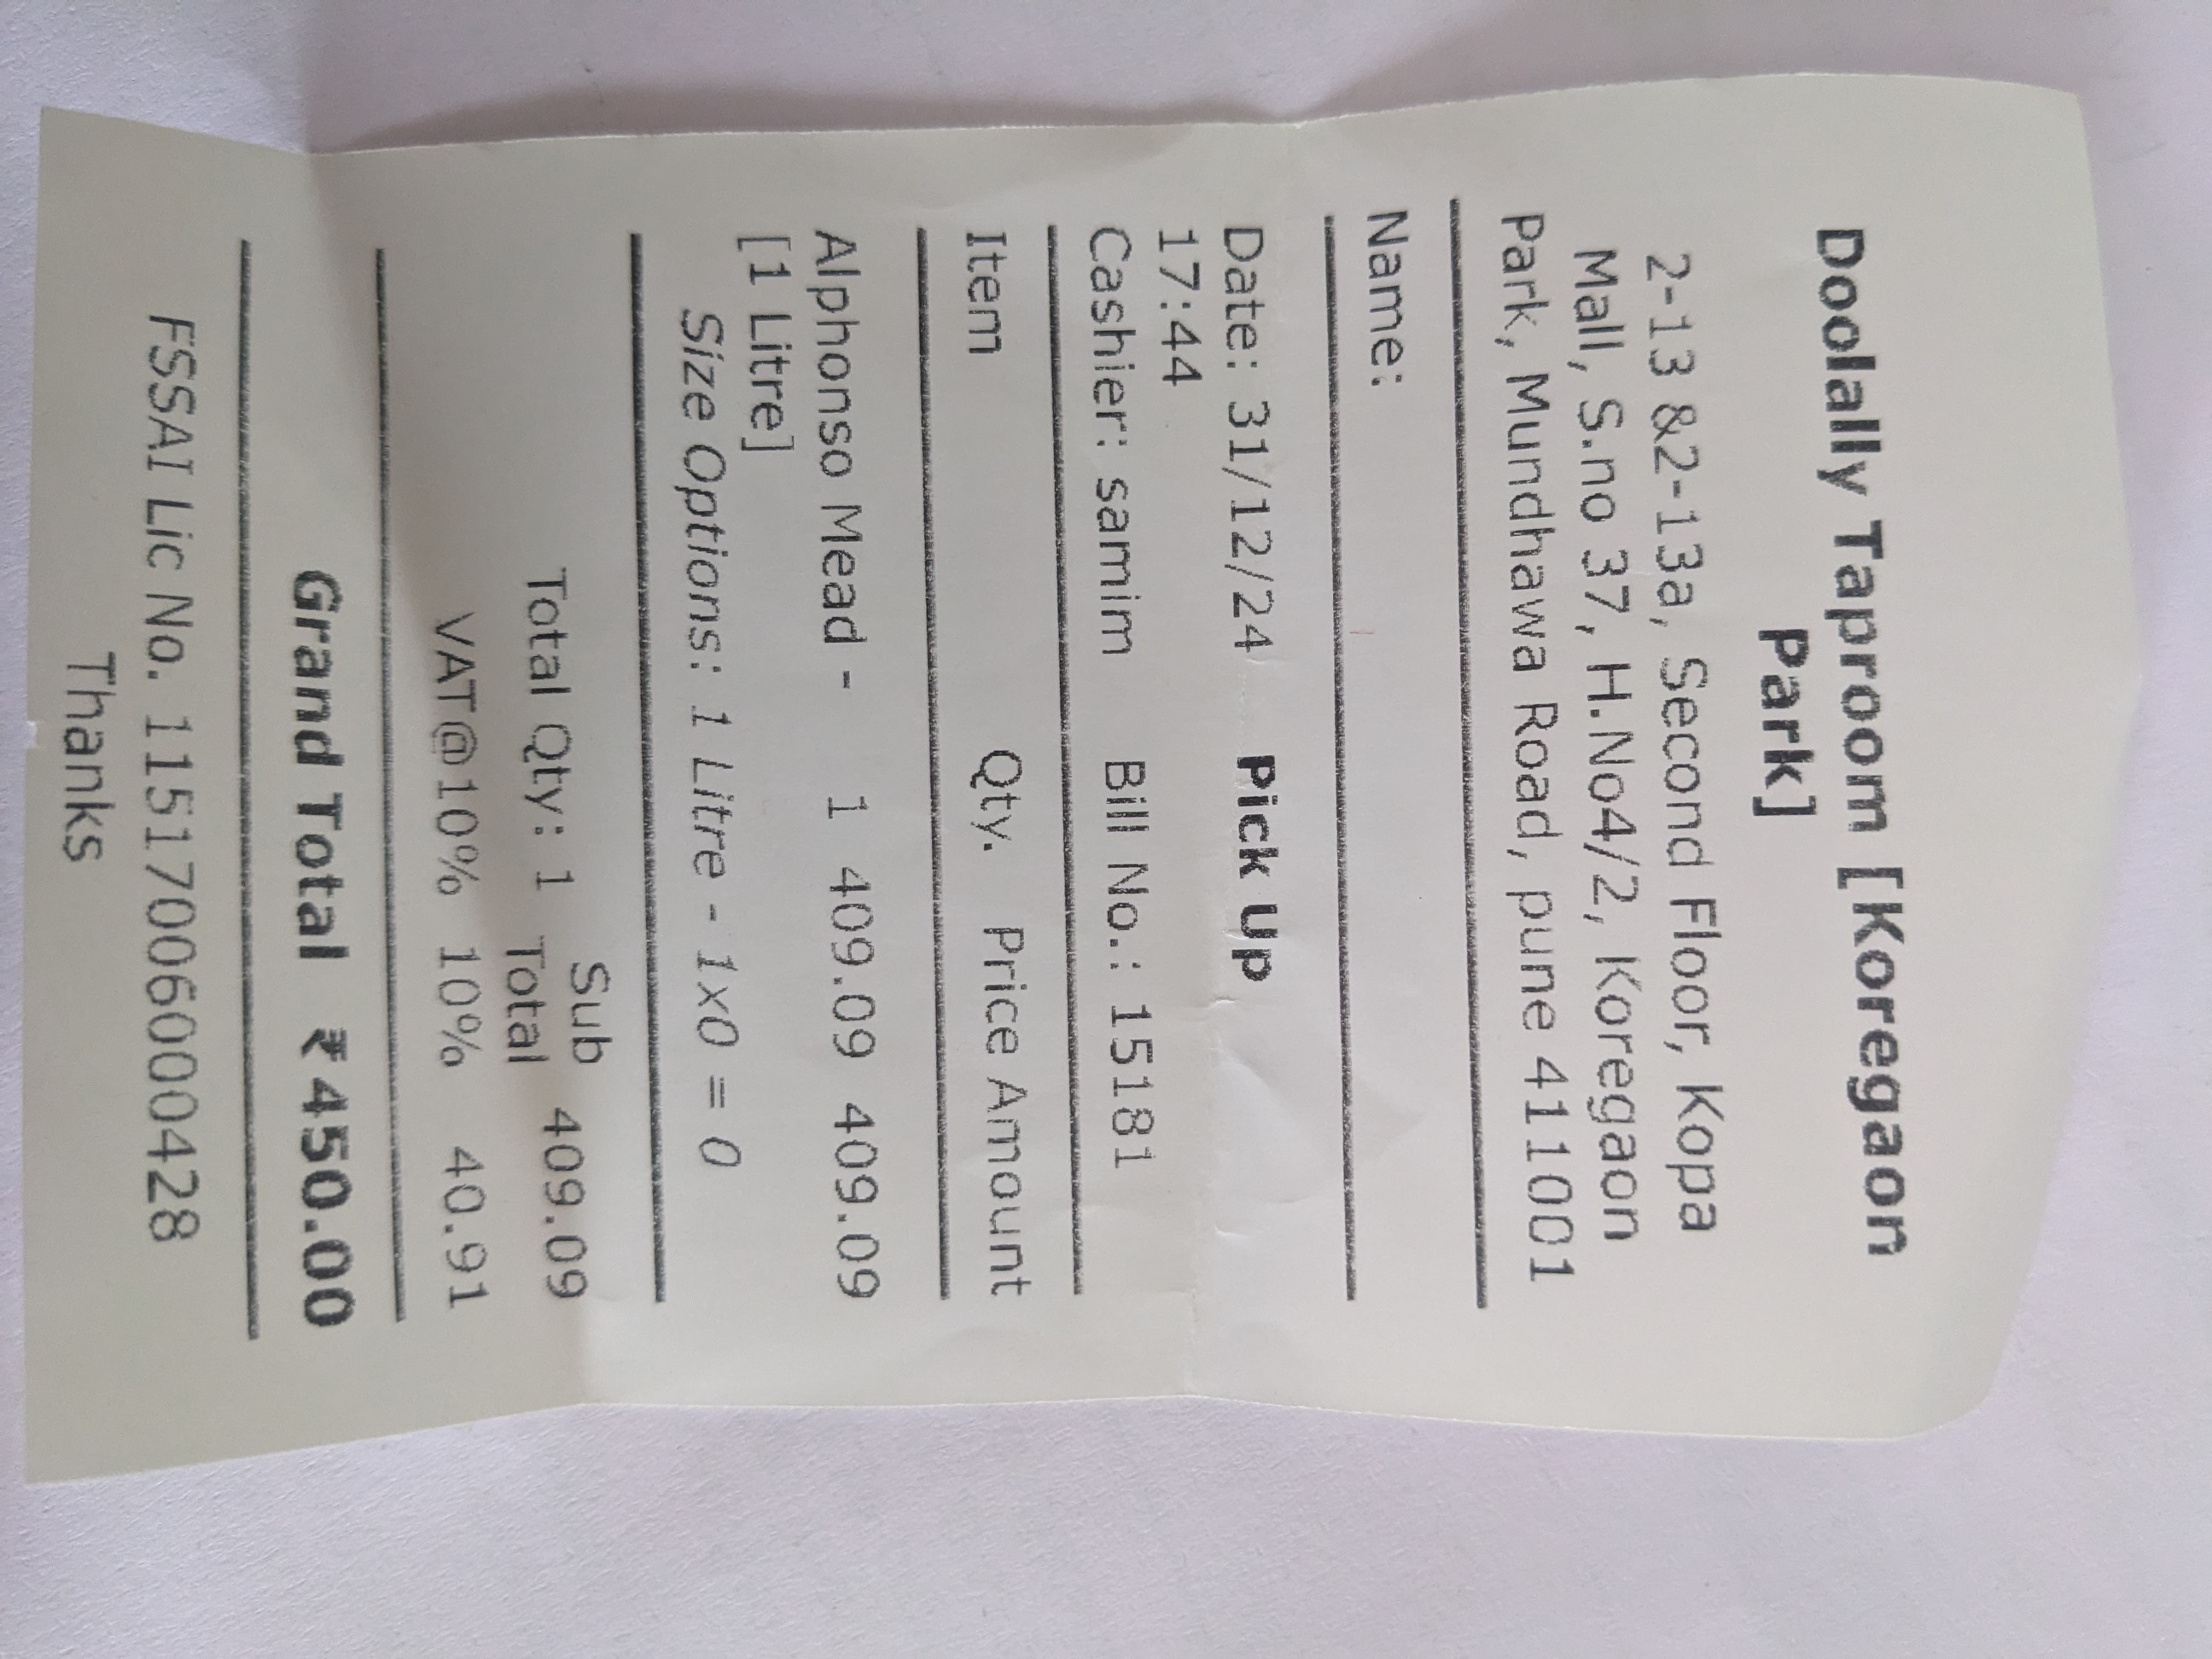 Doolally Taproom [Koregaon
Park]
2-13 &2-13a, Second Floor, Kopa
Mall, S.no 37, H.No4/2, Koregaon
Park, Mundhawa Road, pune 411001
Name:
Date: 31/12/24 Pick Up
17:44
Cashier: samim Bill No.: 15181
Item Qty. Price Amount
Alphonso Mead - 1 409.09 409.09
[1 Litre]
Size Options: 1 Litre - 1x0 = 0
Sub
Total Qty: 1 Total 409.09
VAT@10% 10% 40.91
Grand Total ₹450.00
FSSAI Lic No. 11517006000428
Thanks